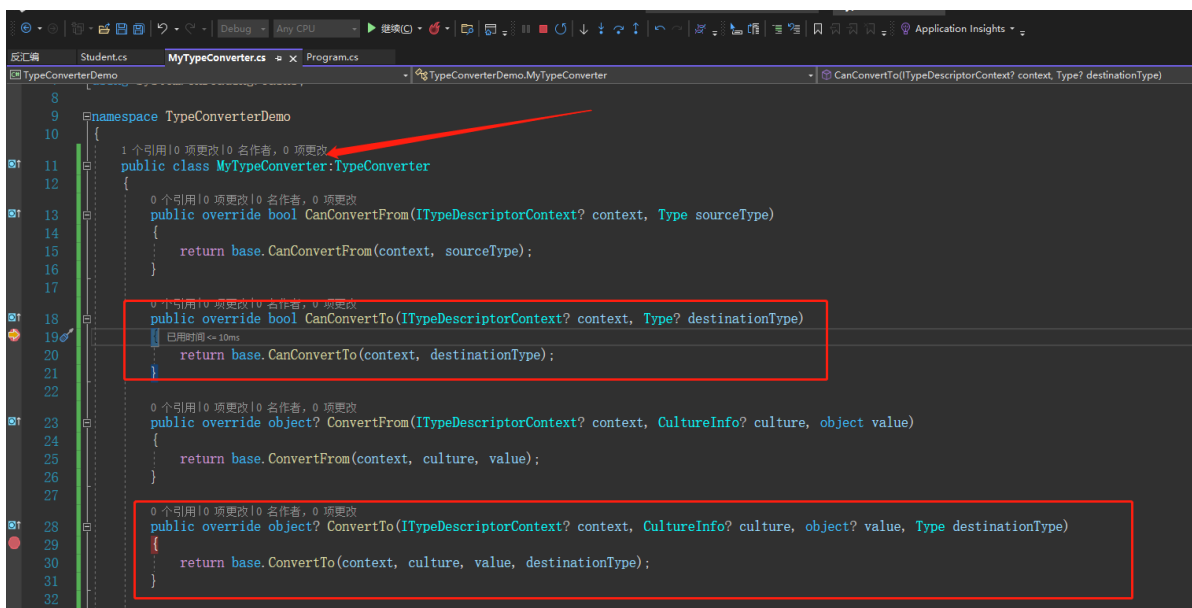 Debug Any CPU 继续(C) Application Insights
反汇编 Student.cs MyTypeConverter.cs Program.cs
TypeConverterDemo TypeConverterDemo.MyTypeConverter CanConvertTo(ITypeDescriptorContext? context, Type? destinationType)
8
9 namespace TypeConverterDemo
10 {
1 个引用|0 项更改|0 名作者，0 项更改
11 public class MyTypeConverter:TypeConverter
12 {
0 个引用|0 项更改|0 名作者，0 项更改
13 public override bool CanConvertFrom(ITypeDescriptorContext? context, Type sourceType)
14 {
15 return base.CanConvertFrom(context, sourceType);
16 }
17
0 个引用|0 项更改|0 名作者，0 项更改
18 public override bool CanConvertTo(ITypeDescriptorContext? context, Type? destinationType)
19 { 已用时间 <= 10ms
20 return base.CanConvertTo(context, destinationType);
21 }
22
0 个引用|0 项更改|0 名作者，0 项更改
23 public override object? ConvertFrom(ITypeDescriptorContext? context, CultureInfo? culture, object value)
24 {
25 return base.ConvertFrom(context, culture, value);
26 }
27
0 个引用|0 项更改|0 名作者，0 项更改
28 public override object? ConvertTo(ITypeDescriptorContext? context, CultureInfo? culture, object? value, Type destinationType)
29 {
30 return base.ConvertTo(context, culture, value, destinationType);
31 }
32